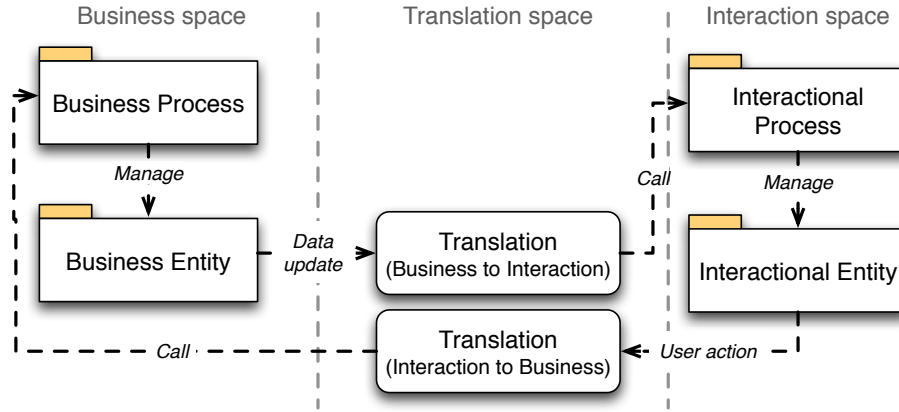 Business space
Translation space
Interaction space
Business Process
Interactional
Process
Manage
Call
Manage
Business Entity
Data
update
Translation
(Business to Interaction)
Interactional Entity
Translation
(Interaction to Business)
Call
User action